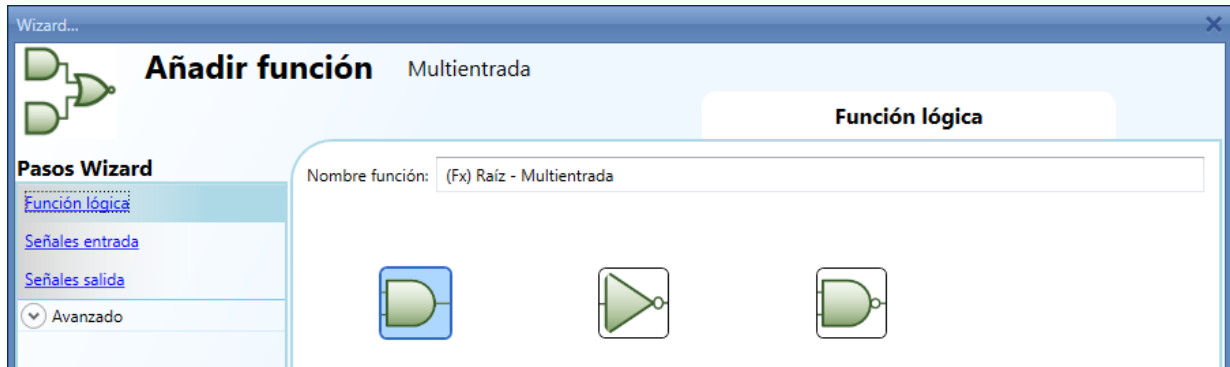 Wizard...
Añadir función Multientrada
Función lógica
Pasos Wizard
Nombre función: (Fx) Raíz - Multientrada
Función lógica
Señales entrada
Señales salida
Avanzado